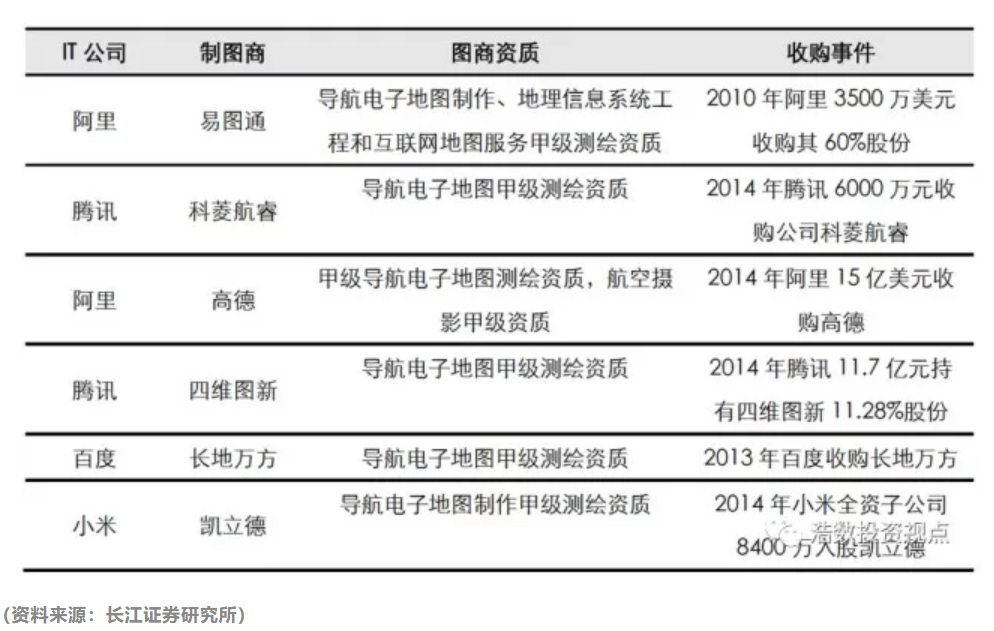 IT 公司 制图商 图商资质 收购事件
阿里 易图通 导航电子地图制作、地理信息系统工 2010 年阿里 3500 万美元
程和互联网地图服务甲级测绘资质 收购其 60%股份
腾讯 科菱航睿 导航电子地图甲级测绘资质 2014 年腾讯 6000 万元收
购公司科菱航睿
阿里 高德 甲级导航电子地图测绘资质，航空摄 2014 年阿里 15 亿美元收
影甲级资质 购高德
腾讯 四维图新 导航电子地图甲级测绘资质 2014 年腾讯 11.7 亿元持
有四维图新 11.28%股份
百度 长地万方 导航电子地图甲级测绘资质 2013 年百度收购长地万方
小米 凯立德 导航电子地图制作甲级测绘资质 2014 年小米全资子公司
8400 万入股凯立德
浩数投资视点
(资料来源：长江证券研究所)